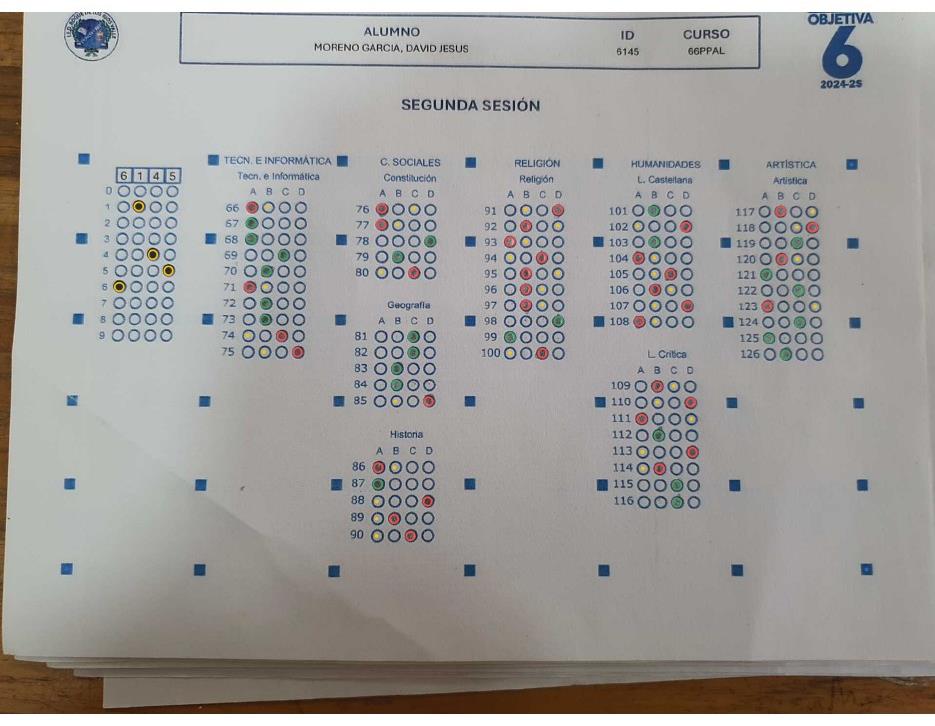 OBJETIVA
6
2024-25
ALUMNO
MORENO GARCIA, DAVID JESUS
ID
6145
CURSO
66PPAL
SEGUNDA SESIÓN
6 1 4 5
0
1
2
3
4
5
6
7
8
9
TECN. E INFORMÁTICA
Tecn. e Informática
A B C D
66
67
68
69
70
71
72
73
74
75
C. SOCIALES
Constitución
A B C D
76
77
78
79
80
Geografía
A B C D
81
82
83
84
85
Historia
A B C D
86
87
88
89
90
RELIGIÓN
Religión
A B C D
91
92
93
94
95
96
97
98
99
100
HUMANIDADES
L. Castellana
A B C D
101
102
103
104
105
106
107
108
L. Crítica
A B C D
109
110
111
112
113
114
115
116
ARTÍSTICA
Artistica
A B C D
117
118
119
120
121
122
123
124
125
126